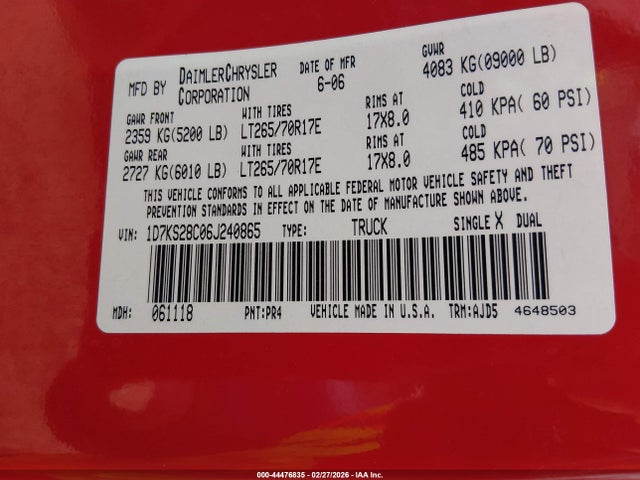 MFD BY DAIMLERCHRYSLER CORPORATION DATE OF MFR 6-06 GVWR 4083 KG(09000 LB)
GAWR FRONT WITH TIRES RIMS AT COLD
2359 KG(5200 LB) LT265/70R17E 17X8.0 410 KPA( 60 PSI)
GAWR REAR WITH TIRES RIMS AT COLD
2727 KG(6010 LB) LT265/70R17E 17X8.0 485 KPA( 70 PSI)
THIS VEHICLE CONFORMS TO ALL APPLICABLE FEDERAL MOTOR VEHICLE SAFETY AND THEFT
PREVENTION STANDARDS IN EFFECT ON THE DATE OF MANUFACTURE SHOWN ABOVE.
VIN: 1D7KS28C06J240865 TYPE: TRUCK SINGLE X DUAL
MDH: 061118 PNT:PR4 VEHICLE MADE IN U.S.A. TRM:AJD5 4648503
000-44476835 - 02/27/2026 - IAA Inc.